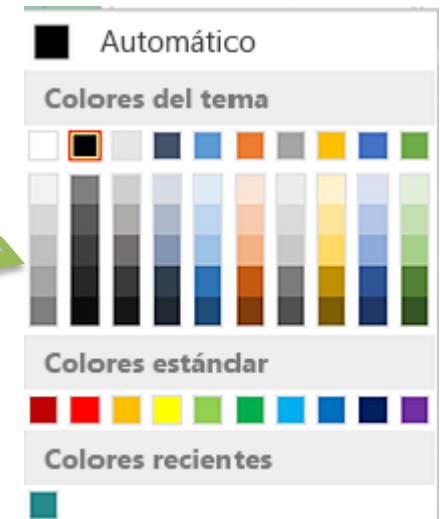 Automático
Colores del tema
Colores estándar
Colores recientes